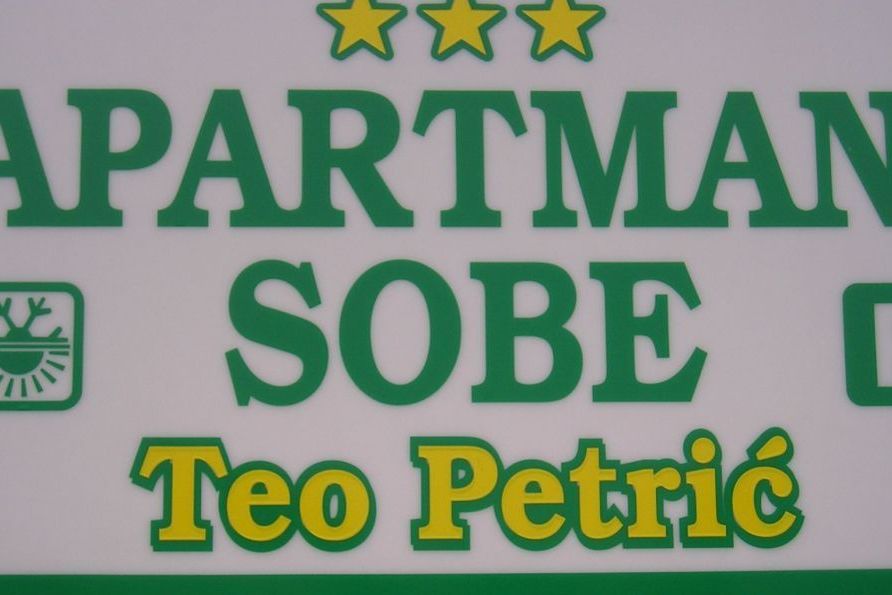 APARTMAN
SOBE
Teo Petrić